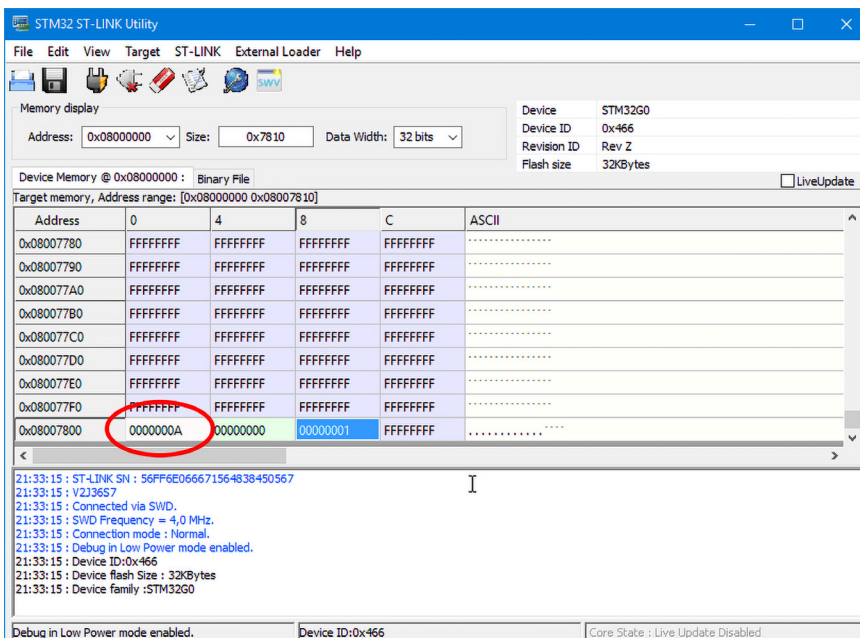 STM32 ST-LINK Utility
File Edit View Target ST-LINK External Loader Help
SWV
Memory display
Address: 0x08000000 Size: 0x7810 Data Width: 32 bits
Device STM32G0
Device ID 0x466
Revision ID Rev Z
Flash size 32KBytes
LiveUpdate
Device Memory @ 0x08000000 : Binary File
Target memory, Address range: [0x08000000 0x08007810]
Address 0 4 8 C ASCII
0x08007780 FFFFFFFF FFFFFFFF FFFFFFFF FFFFFFFF
0x08007790 FFFFFFFF FFFFFFFF FFFFFFFF FFFFFFFF
0x080077A0 FFFFFFFF FFFFFFFF FFFFFFFF FFFFFFFF
0x080077B0 FFFFFFFF FFFFFFFF FFFFFFFF FFFFFFFF
0x080077C0 FFFFFFFF FFFFFFFF FFFFFFFF FFFFFFFF
0x080077D0 FFFFFFFF FFFFFFFF FFFFFFFF FFFFFFFF
0x080077E0 FFFFFFFF FFFFFFFF FFFFFFFF FFFFFFFF
0x080077F0 FFFFFFFF FFFFFFFF FFFFFFFF FFFFFFFF
0x08007800 0000000A 00000000 00000001 FFFFFFFF ............
21:33:15 : ST-LINK SN : 56FF6E066671564838450567
21:33:15 : V2J36S7
21:33:15 : Connected via SWD.
21:33:15 : SWD Frequency = 4,0 MHz.
21:33:15 : Connection mode : Normal.
21:33:15 : Debug in Low Power mode enabled.
21:33:15 : Device ID:0x466
21:33:15 : Device flash Size : 32KBytes
21:33:15 : Device family :STM32G0
Debug in Low Power mode enabled. Device ID:0x466 Core State : Live Update Disabled